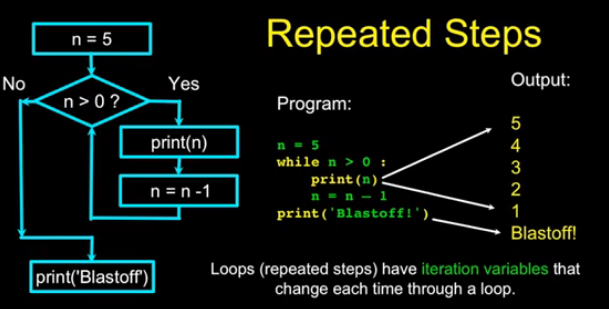 Repeated Steps
n = 5
No
Yes
n > 0 ?
print(n)
n = n -1
print('Blastoff')
Program:
n = 5
while n > 0 :
    print(n)
    n = n – 1
print('Blastoff!')
Output:
5
4
3
2
1
Blastoff!
Loops (repeated steps) have iteration variables that
change each time through a loop.